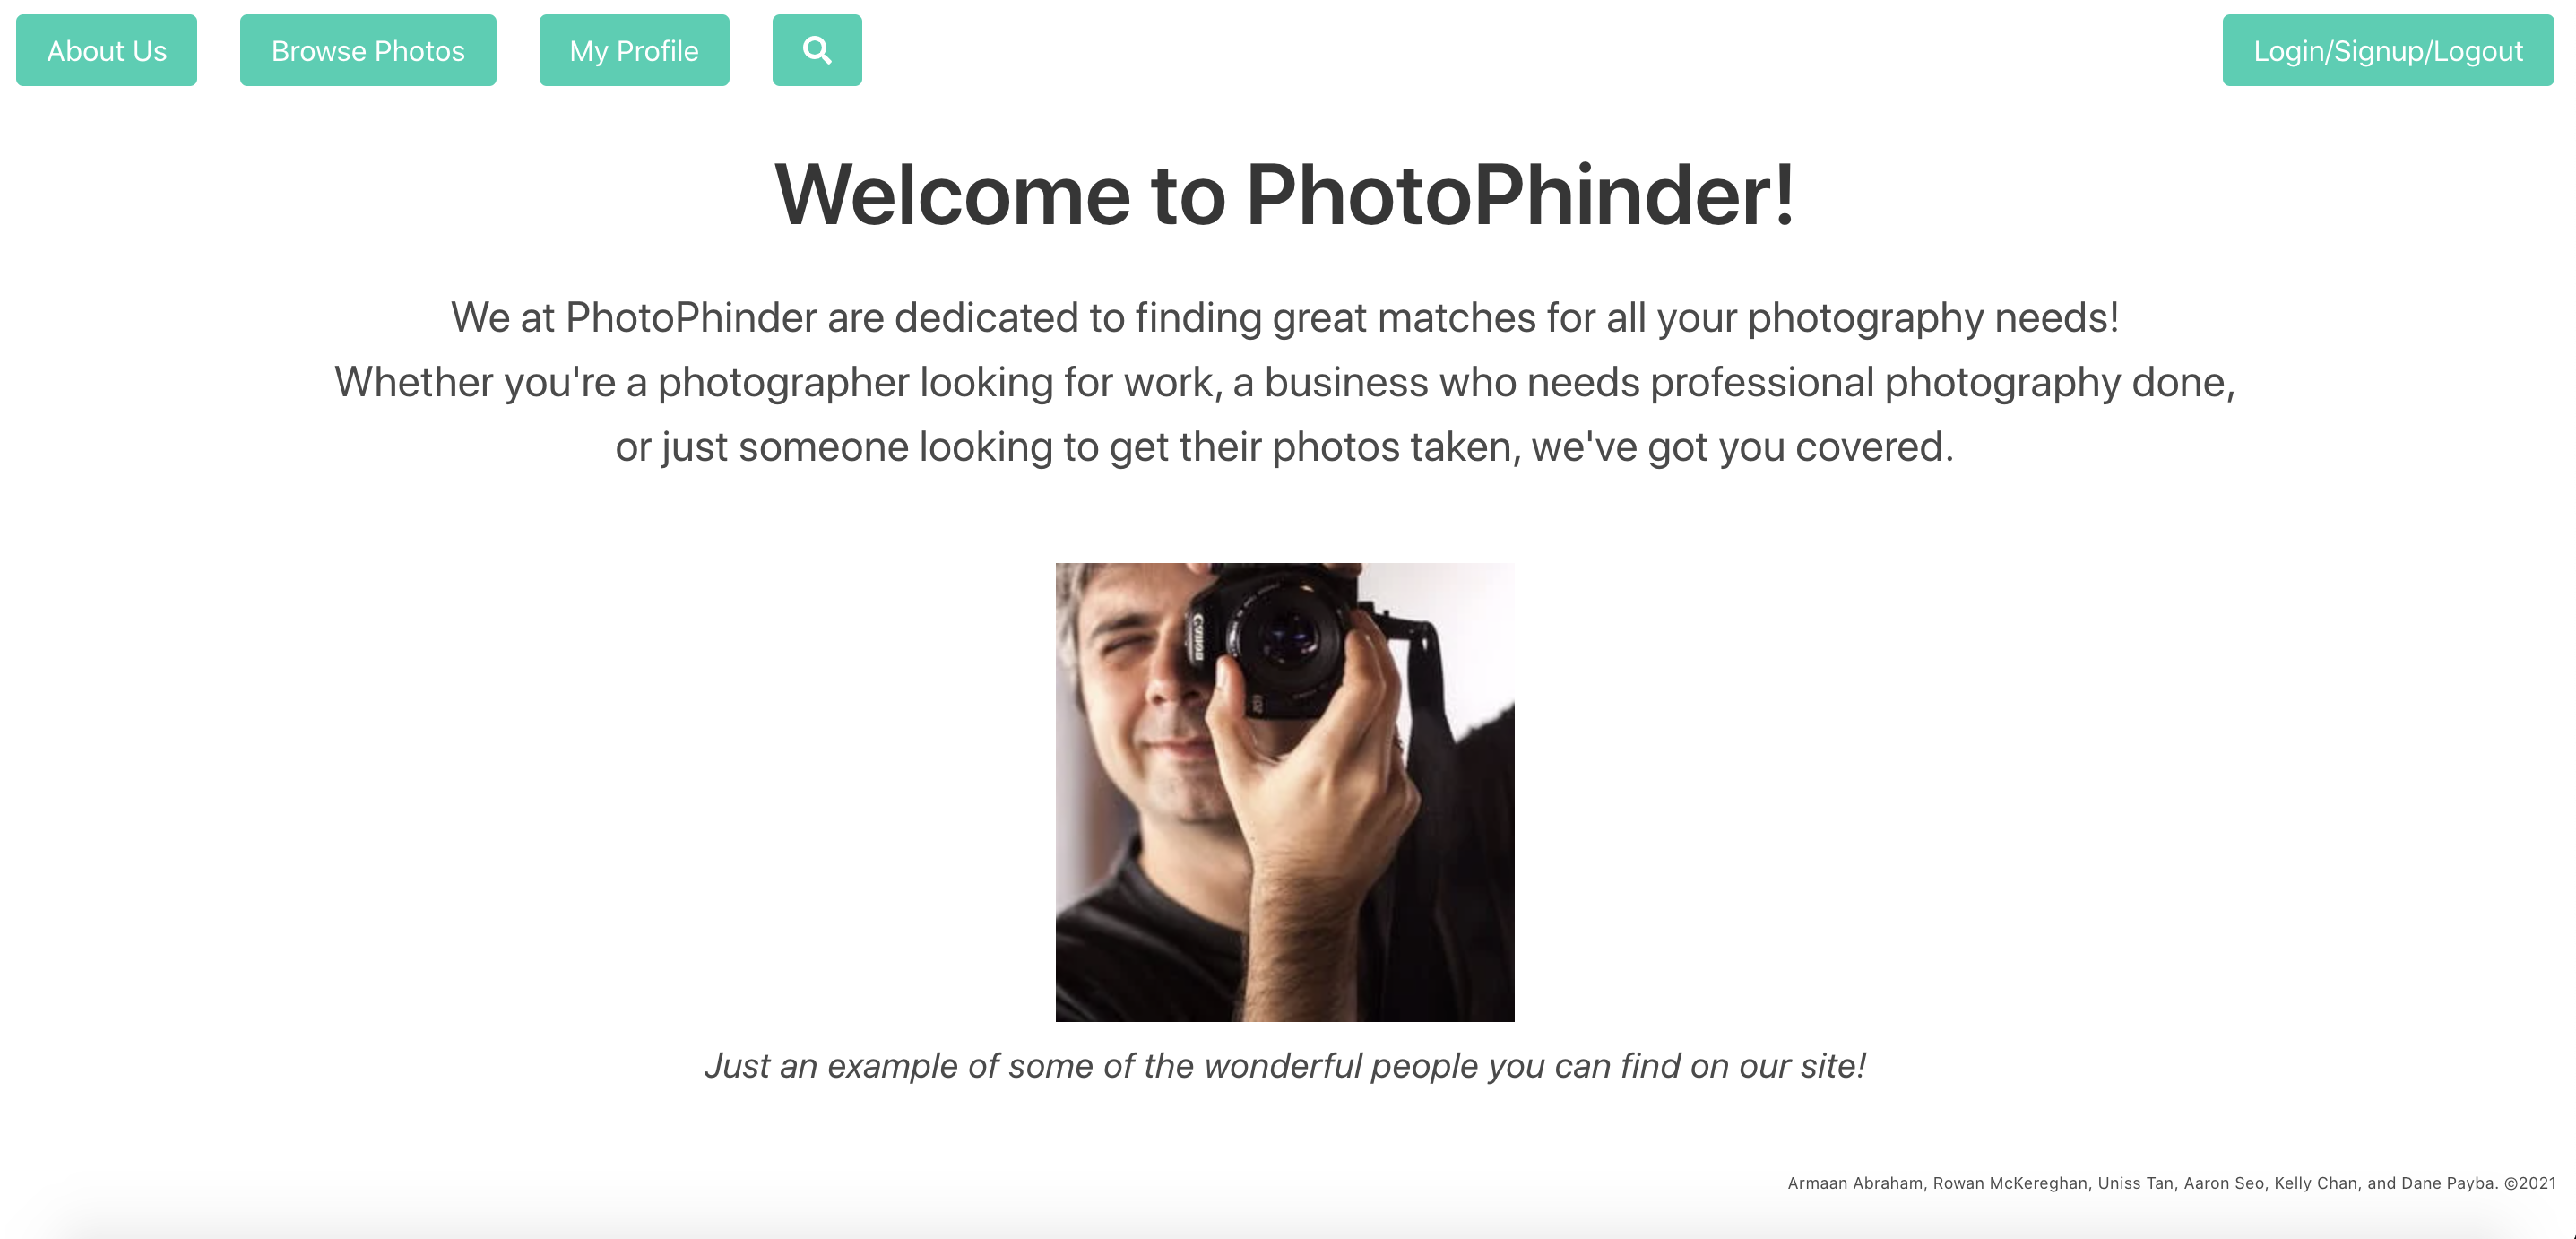 About Us
Browse Photos
My Profile
Login/Signup/Logout
Welcome to PhotoPhinder!
We at PhotoPhinder are dedicated to finding great matches for all your photography needs!
Whether you're a photographer looking for work, a business who needs professional photography done,
or just someone looking to get their photos taken, we've got you covered.
Canon
Just an example of some of the wonderful people you can find on our site!
Armaan Abraham, Rowan McKereghan, Uniss Tan, Aaron Seo, Kelly Chan, and Dane Payba. ©2021